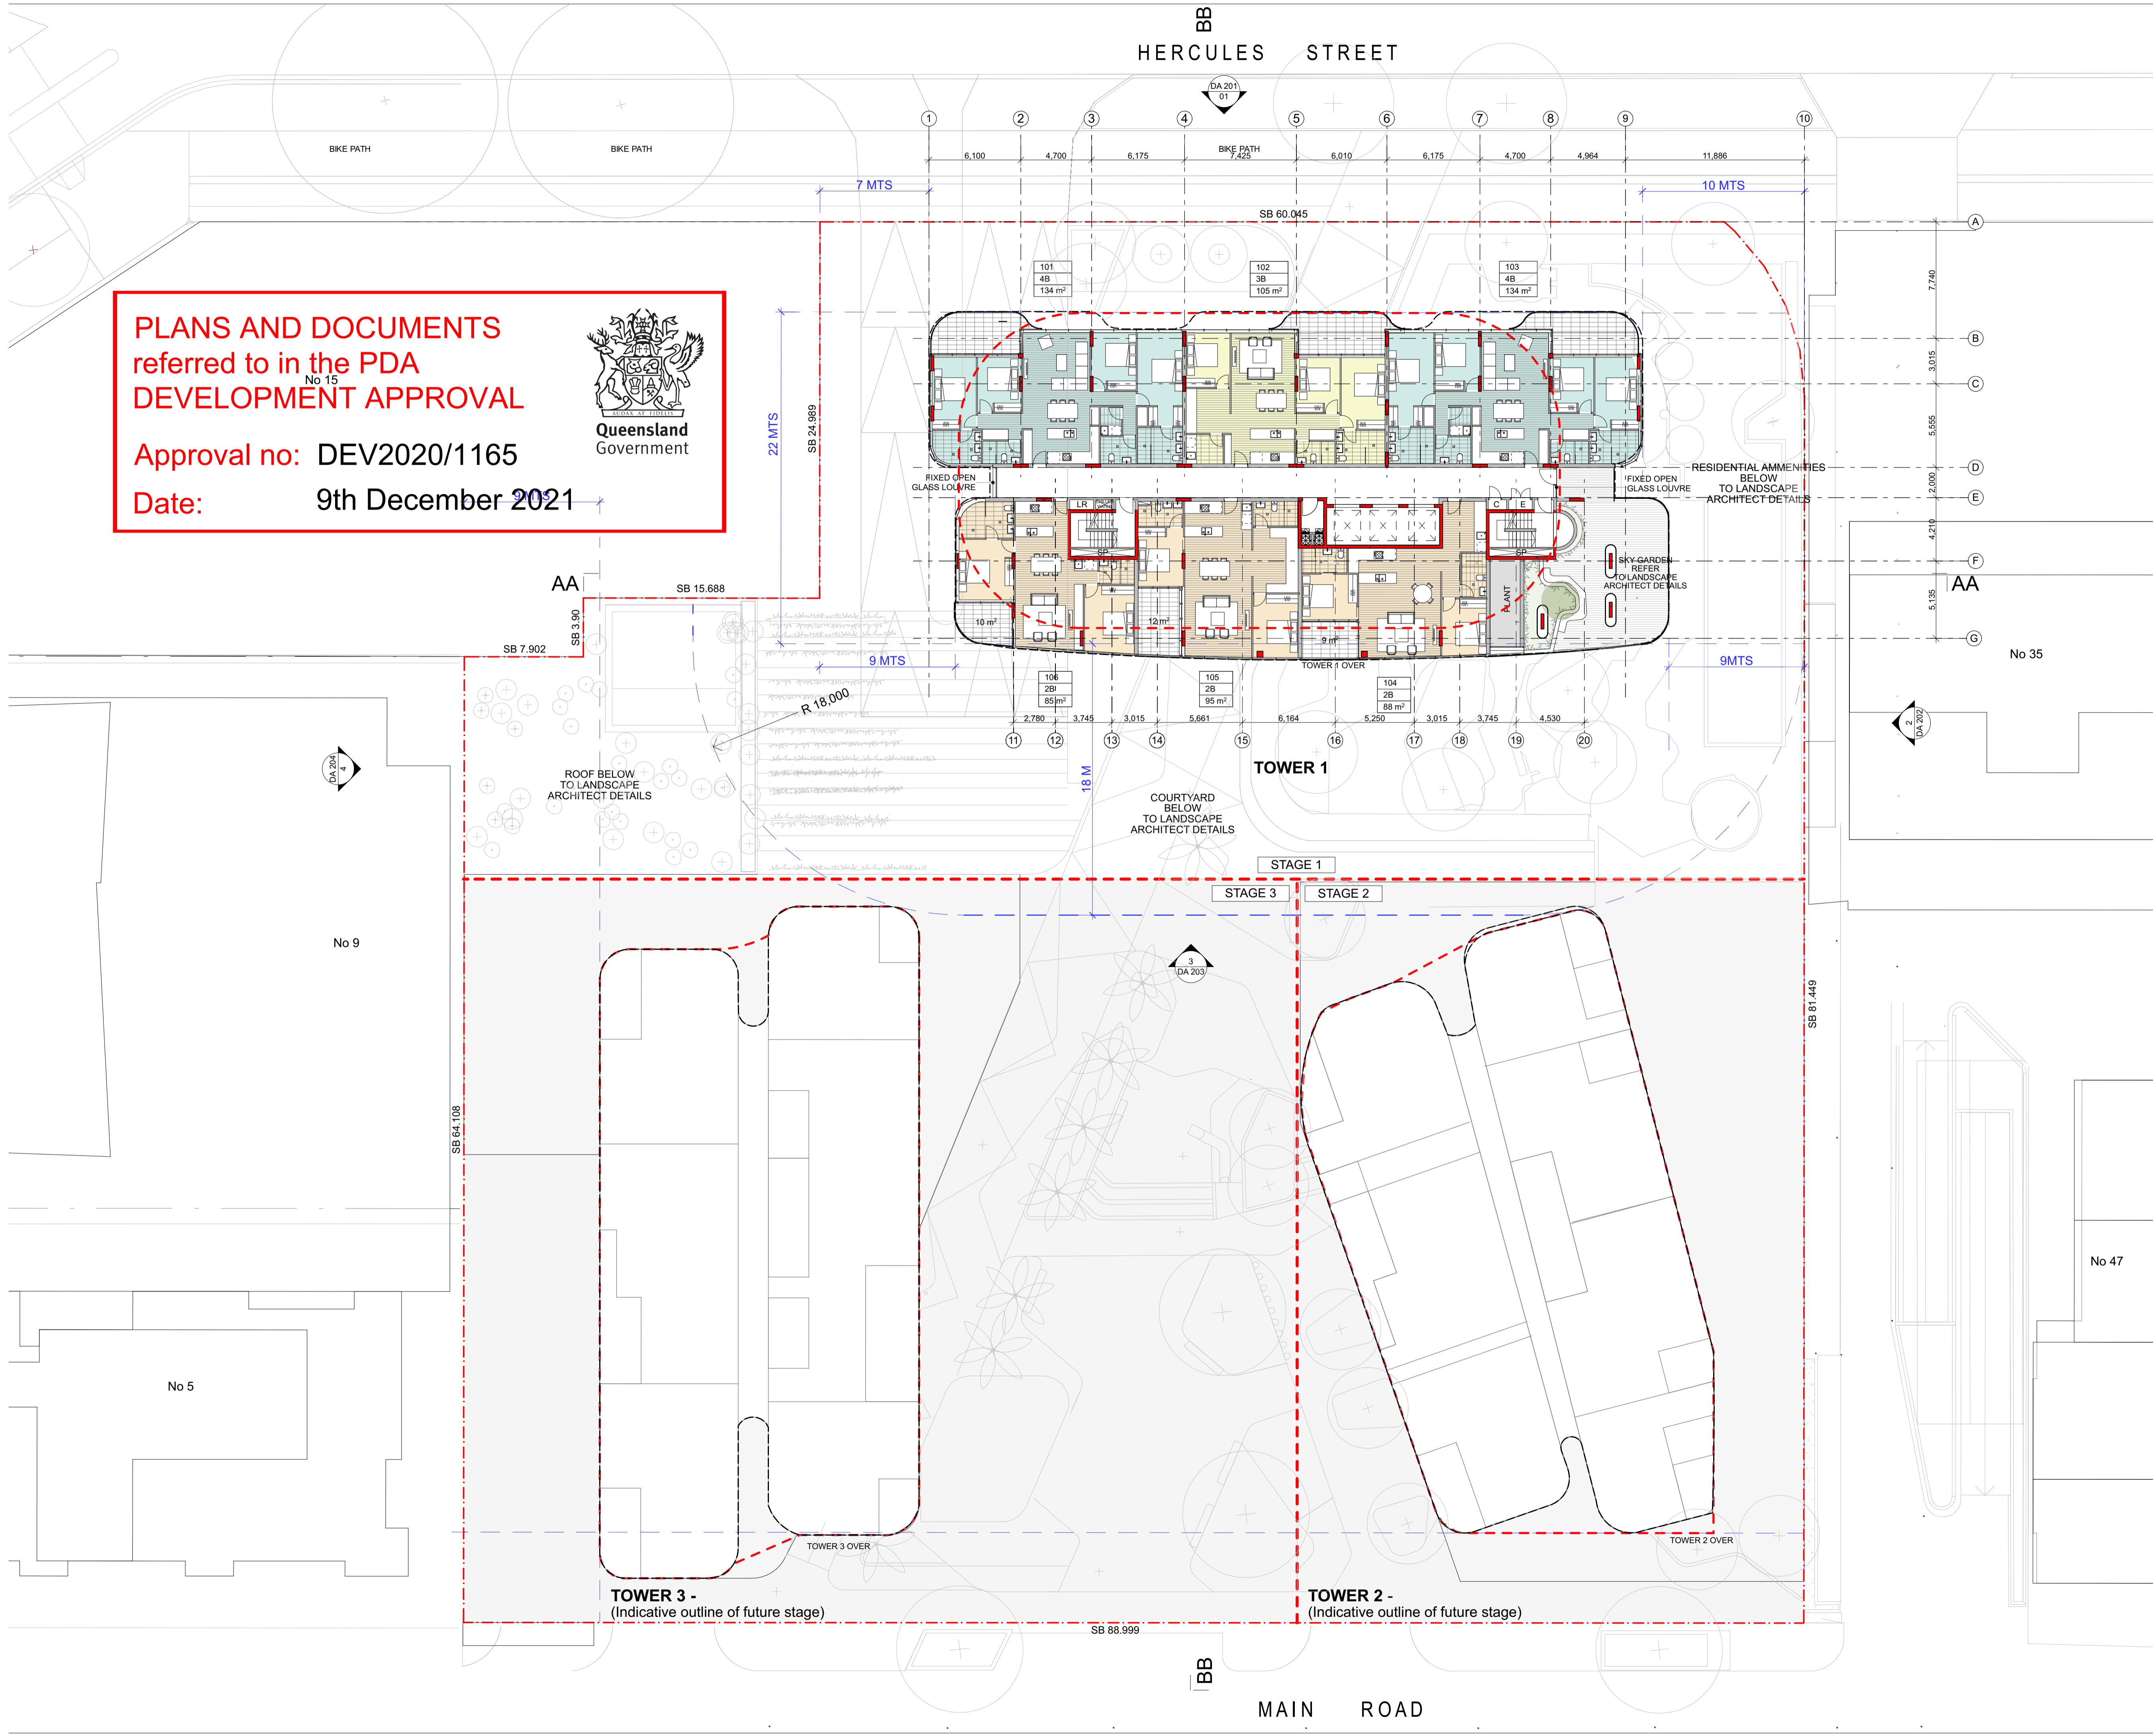 BB
HERCULES STREET
DA 201
01
1
2
3
4
5
6
7
8
9
10
BIKE PATH
BIKE PATH
BIKE PATH
6,100
4,700
6,175
7,425
6,010
6,175
4,700
4,964
11,886
7 MTS
10 MTS
SB 60.045
A
B
C
D
E
F
G
7,740
3,015
5,555
2,000
4,210
5,135
101
4B
134 m²
102
3B
105 m²
103
4B
134 m²
PLANS AND DOCUMENTS
referred to in the PDA
No 15
DEVELOPMENT APPROVAL
Approval no: DEV2020/1165
Date: 9th December 2021
9 MTS
AUDAX AT FIDELIS
Queensland
Government
22 MTS
SB 24.989
FIXED OPEN
GLASS LOUVRE
FIXED OPEN
GLASS LOUVRE
RESIDENTIAL AMMENITIES
BELOW
TO LANDSCAPE
ARCHITECT DETAILS
LR
SP
C
E
SP
PLANT
SKY GARDEN
REFER
TO LANDSCAPE
ARCHITECT DETAILS
AA
AA
SB 15.688
SB 3.90
SB 7.902
10 m²
12 m²
9 m²
TOWER 1 OVER
9 MTS
9MTS
No 35
106
2B
85 m²
105
2B
95 m²
104
2B
88 m²
R 18,000
2,780
3,745
3,015
5,661
6,164
5,250
3,015
3,745
4,530
11
12
13
14
15
16
17
18
19
20
2
DA 202
DA 204
4
TOWER 1
18 M
ROOF BELOW
TO LANDSCAPE
ARCHITECT DETAILS
COURTYARD
BELOW
TO LANDSCAPE
ARCHITECT DETAILS
STAGE 1
STAGE 3
STAGE 2
No 9
3
DA 203
SB 81.449
SB 64.108
No 47
No 5
TOWER 3 OVER
TOWER 2 OVER
TOWER 3 -
(Indicative outline of future stage)
TOWER 2 -
(Indicative outline of future stage)
SB 88.999
BB
MAIN ROAD